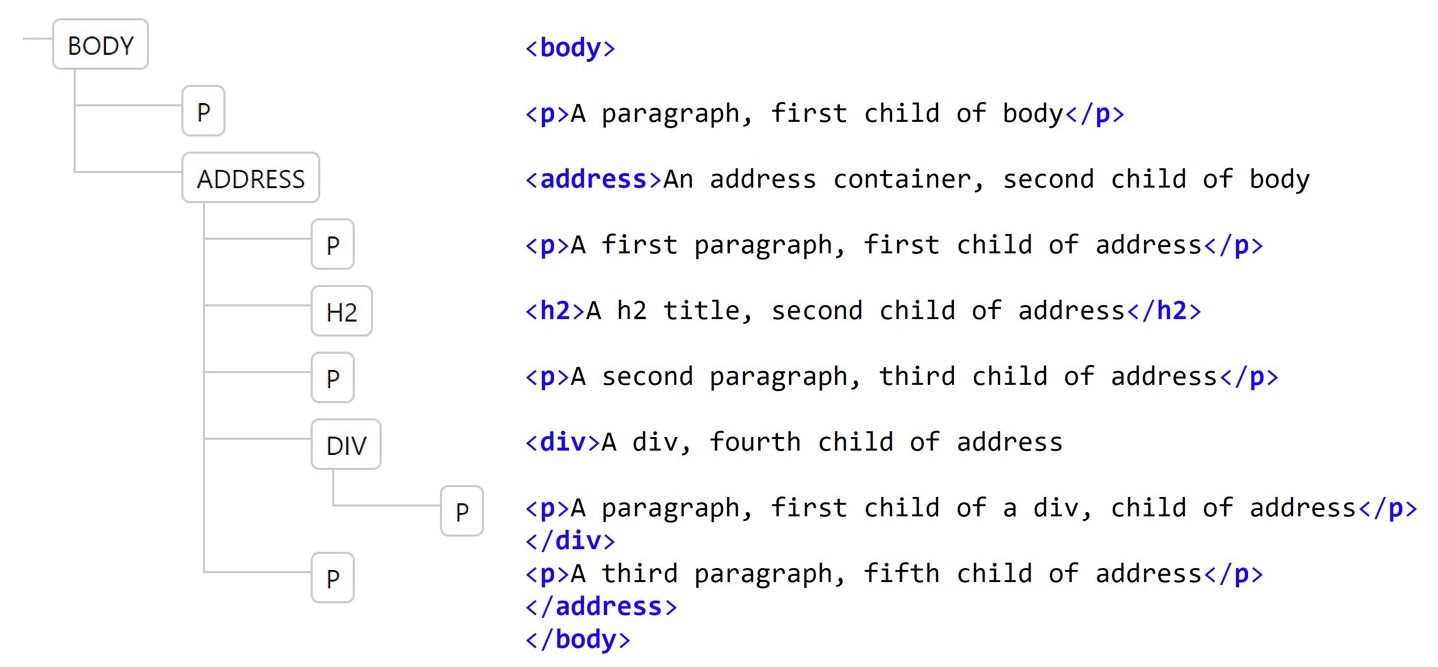 BODY
<body>
P
<p>A paragraph, first child of body</p>
ADDRESS
<address>An address container, second child of body
P
<p>A first paragraph, first child of address</p>
H2
<h2>A h2 title, second child of address</h2>
P
<p>A second paragraph, third child of address</p>
DIV
<div>A div, fourth child of address
P
<p>A paragraph, first child of a div, child of address</p>
</div>
P
<p>A third paragraph, fifth child of address</p>
</address>
</body>